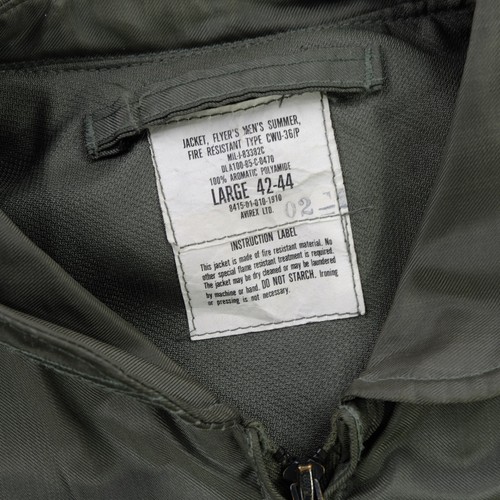 JACKET, FLYER'S MEN'S SUMMER,
FIRE RESISTANT TYPE CWU-36/P
MIL-J-83382C
DLA100-85-C-0470
100% AROMATIC POLYAMIDE
LARGE 42-44
8415-01-010-1910
AVIREX LTD.
02-
INSTRUCTION LABEL
This jacket is made of fire resistant material. No
other special flame resistant treatment is required.
The jacket may be dry cleaned or may be laundered
by machine or hand. DO NOT STARCH. Ironing
or pressing is not necessary.